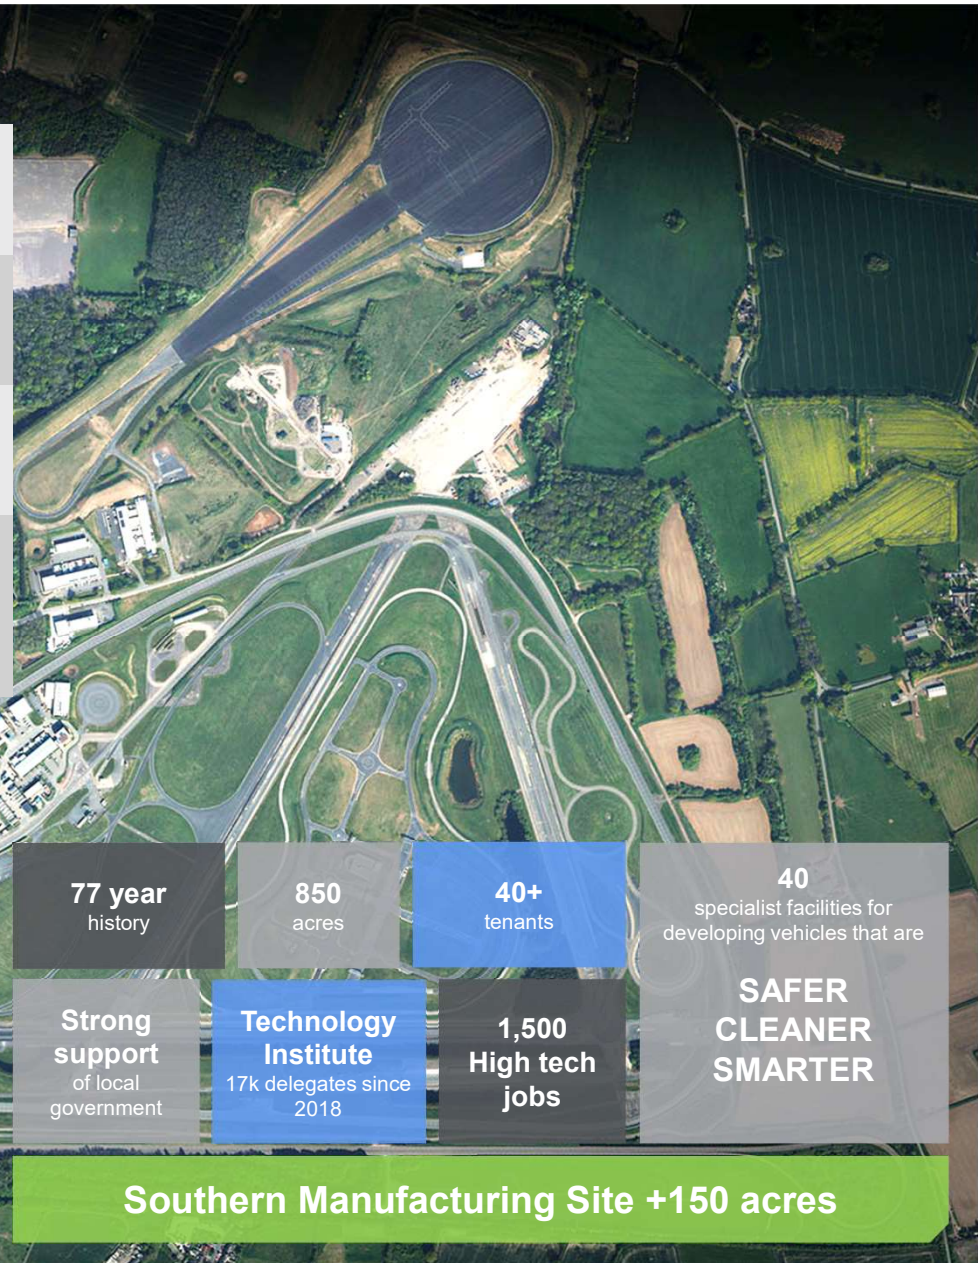 77 year
history
850
acres
40+
tenants
40
specialist facilities for
developing vehicles that are
SAFER
CLEANER
SMARTER
Strong
support
of local
government
Technology
Institute
17k delegates since
2018
1,500
High tech
jobs
Southern Manufacturing Site +150 acres